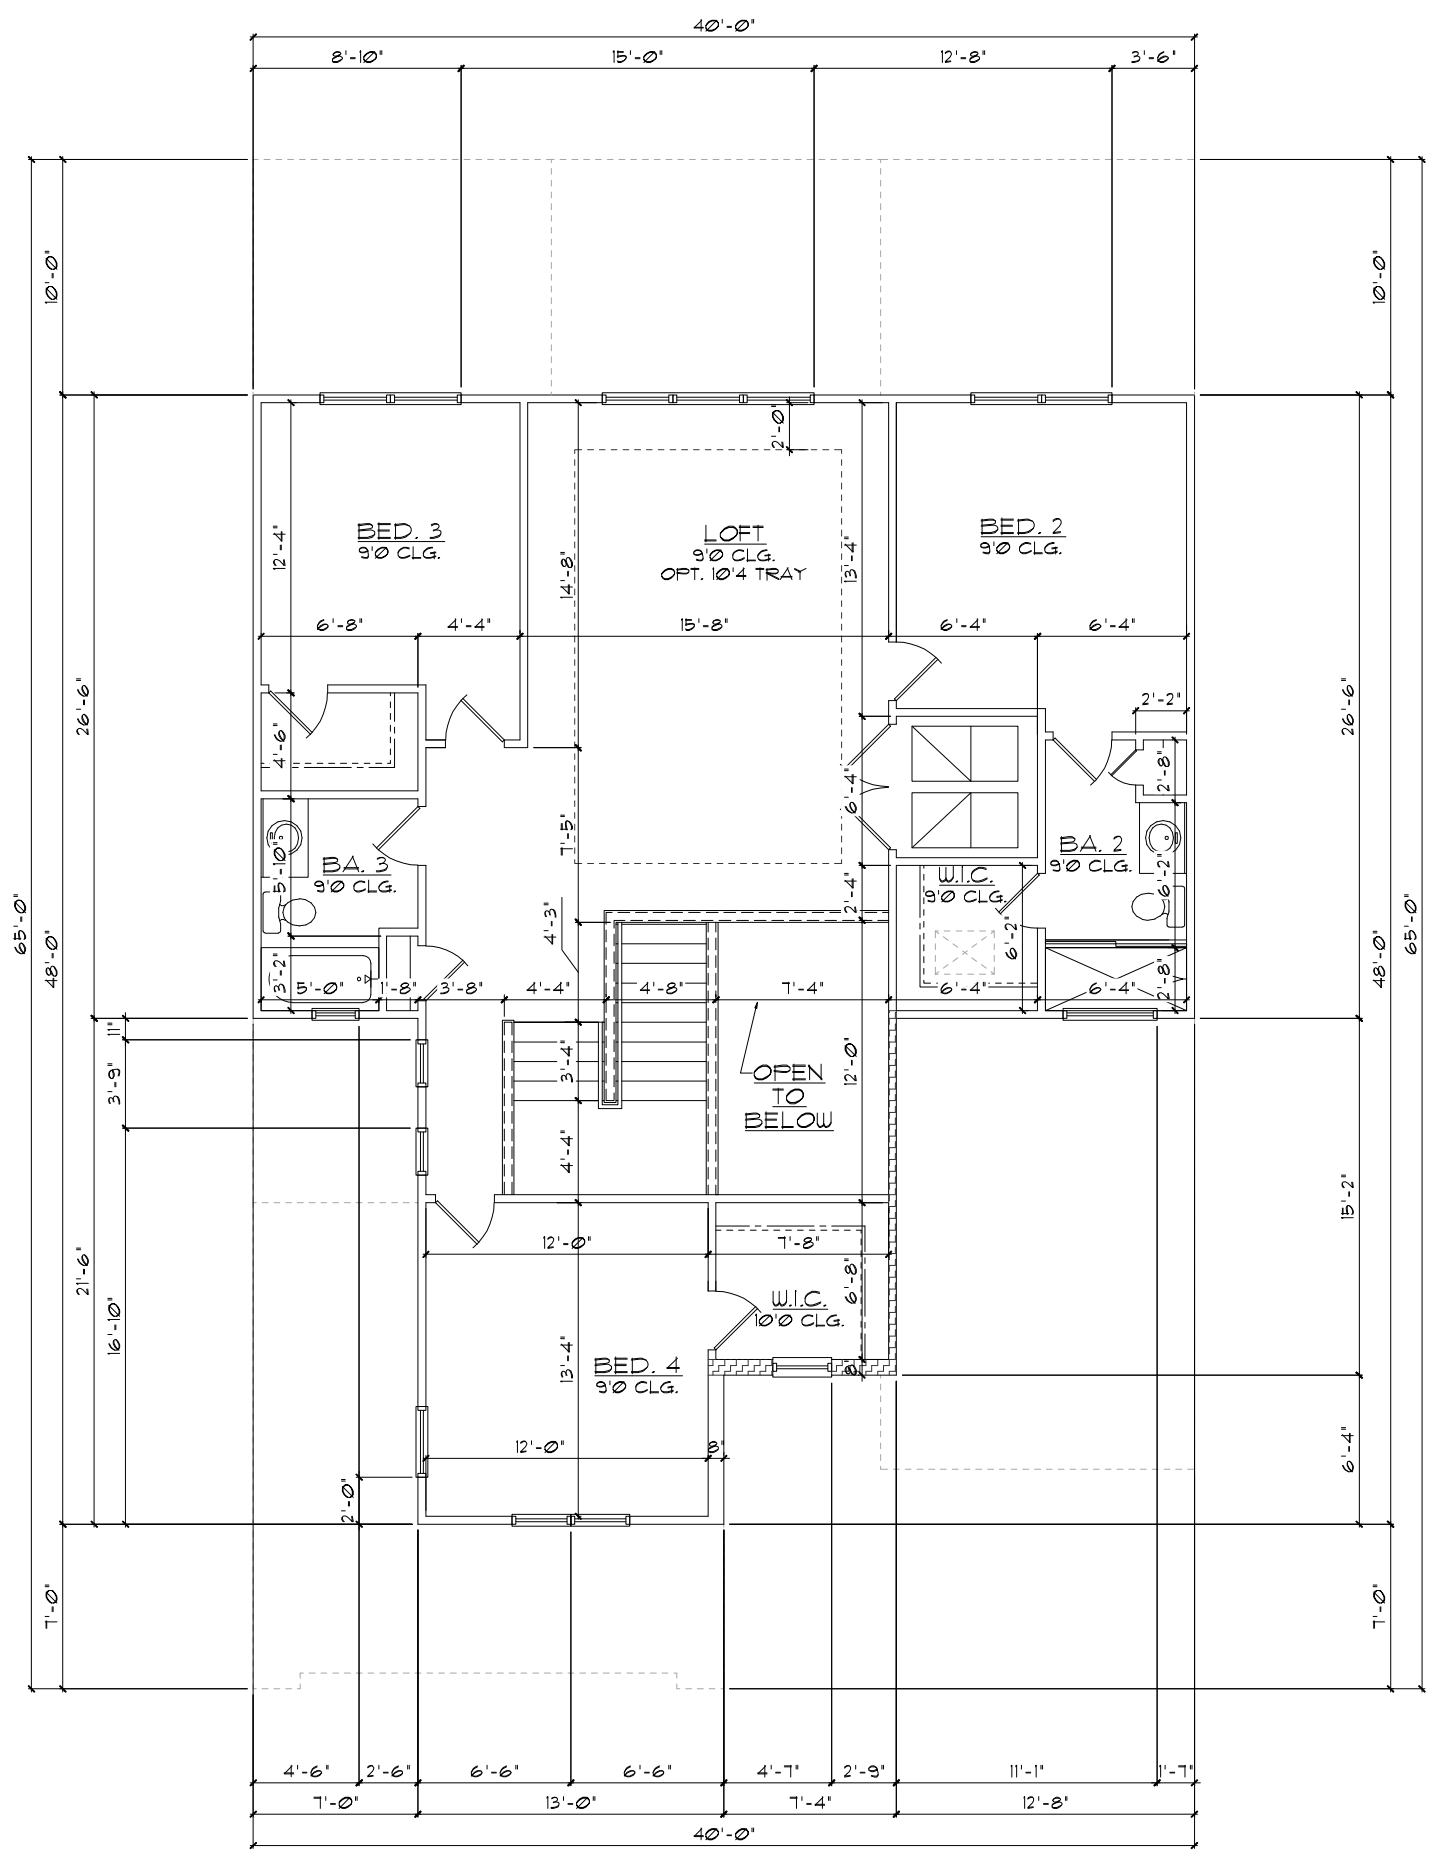 40'-0"
8'-10" 15'-0" 12'-8" 3'-6"
10'-0" 10'-0"
2'-0"
BED. 3 LOFT BED. 2
9'0 CLG. 9'0 CLG. 9'0 CLG.
OPT. 10'4 TRAY
12'-4" 14'-8" 13'-4"
6'-8" 4'-4" 15'-8" 6'-4" 6'-4"
26'-6" 2'-2" 26'-6"
4'-6" 6'-4" 2'-8"
7'-5"
BA. 3 BA. 2
9'0 CLG. 9'0 CLG.
5'-10" 2'-4" 6'-2"
W.I.C.
9'0 CLG.
65'-0" 48'-0" 4'-3" 6'-2" 48'-0" 65'-0"
3'-2" 2'-8"
5'-0" 1'-8" 3'-8" 4'-4" 4'-8" 7'-4" 6'-4" 6'-4"
11"
3'-9" 3'-4" 12'-0"
OPEN
TO
BELOW
4'-4" 15'-2"
12'-0" 7'-8"
21'-6" 6'-8"
W.I.C.
10'0 CLG.
16'-10" 13'-4" 8"
BED. 4
9'0 CLG.
12'-0" 8" 6'-4"
2'-0"
7'-0" 7'-0"
4'-6" 2'-6" 6'-6" 6'-6" 4'-7" 2'-9" 11'-1" 1'-7"
7'-0" 13'-0" 7'-4" 12'-8"
40'-0"